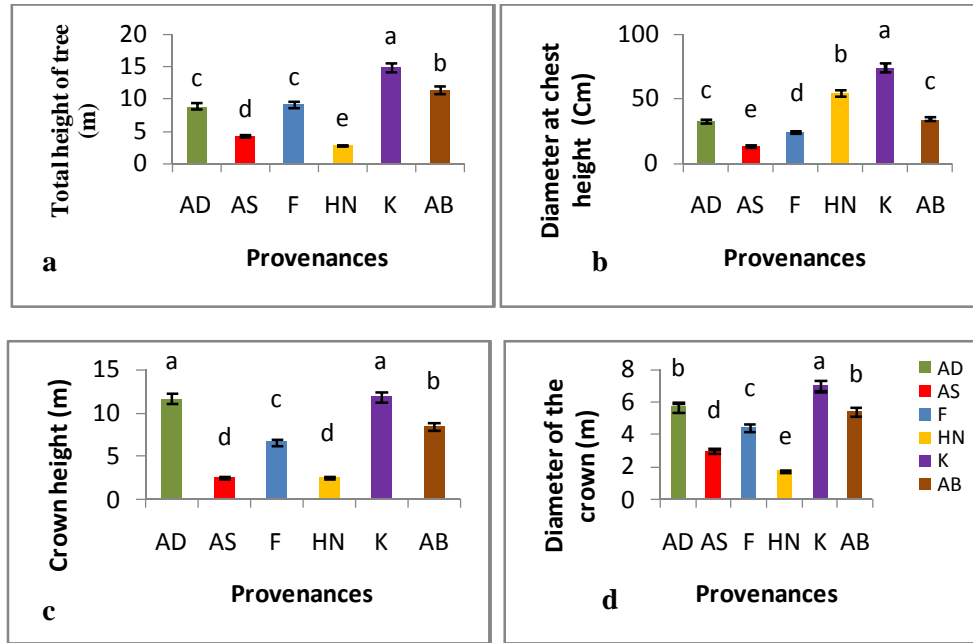 20
15
10
5
0
Total height of tree
(m)
c
d
c
e
a
b
AD AS F HN K AB
Provenances
a
100
50
0
Diameter at chest
height (Cm)
c
e
d
b
a
c
AD AS F HN K AB
Provenances
b
15
10
5
0
Crown height (m)
a
d
c
d
a
b
AD AS F HN K AB
Provenances
c
8
6
4
2
0
Diameter of the
crown (m)
b
d
c
e
a
b
AD AS F HN K AB
Provenances
d
AD
AS
F
HN
K
AB